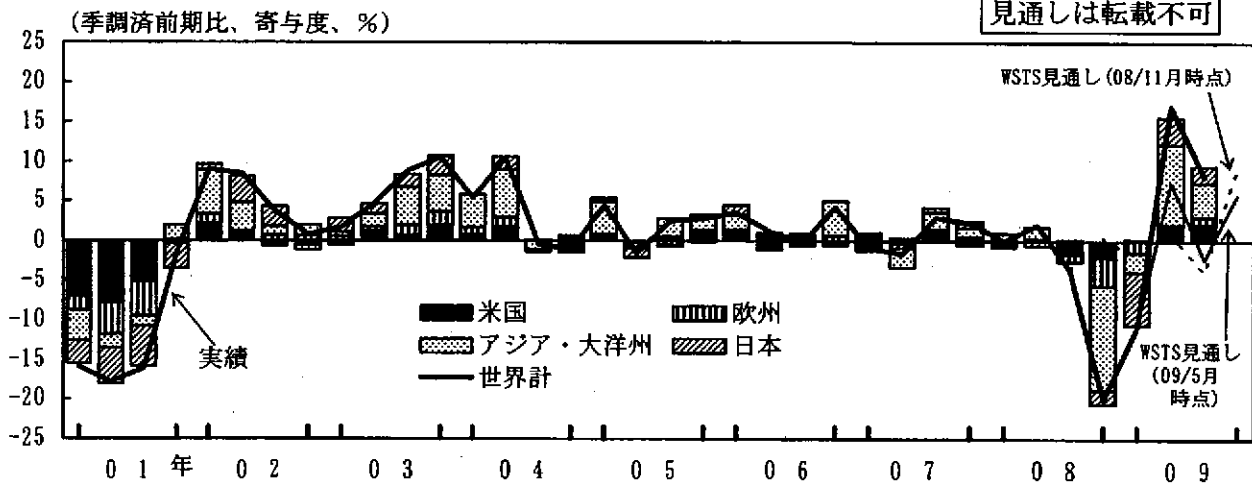 (季調済前期比、寄与度、%)
見通しは転載不可
25
20
15
10
5
0
-5
-10
-15
-20
-25
WSTS見通し(08/11月時点)
実績
米国
欧州
アジア・大洋州
日本
世界計
WSTS見通し
(09/5月
時点)
01年 02 03 04 05 06 07 08 09